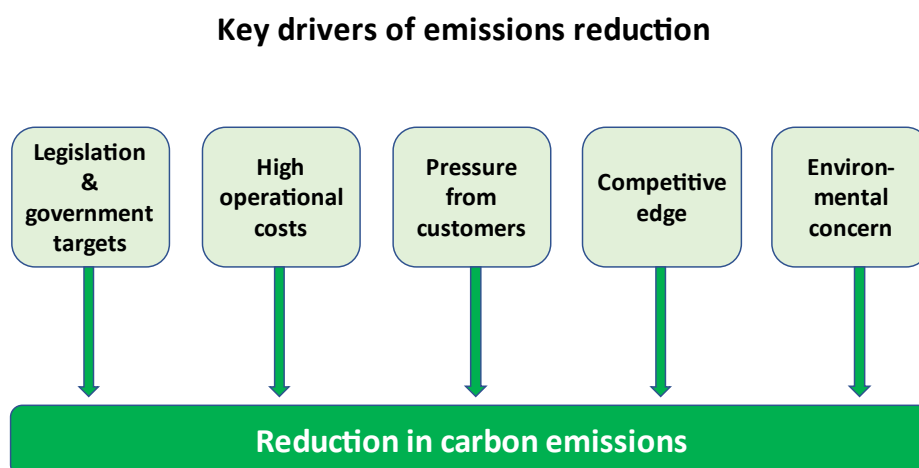 Key drivers of emissions reduction
Legislation
&
government
targets
High
operational
costs
Pressure
from
customers
Competitive
edge
Environ-
mental
concern
Reduction in carbon emissions